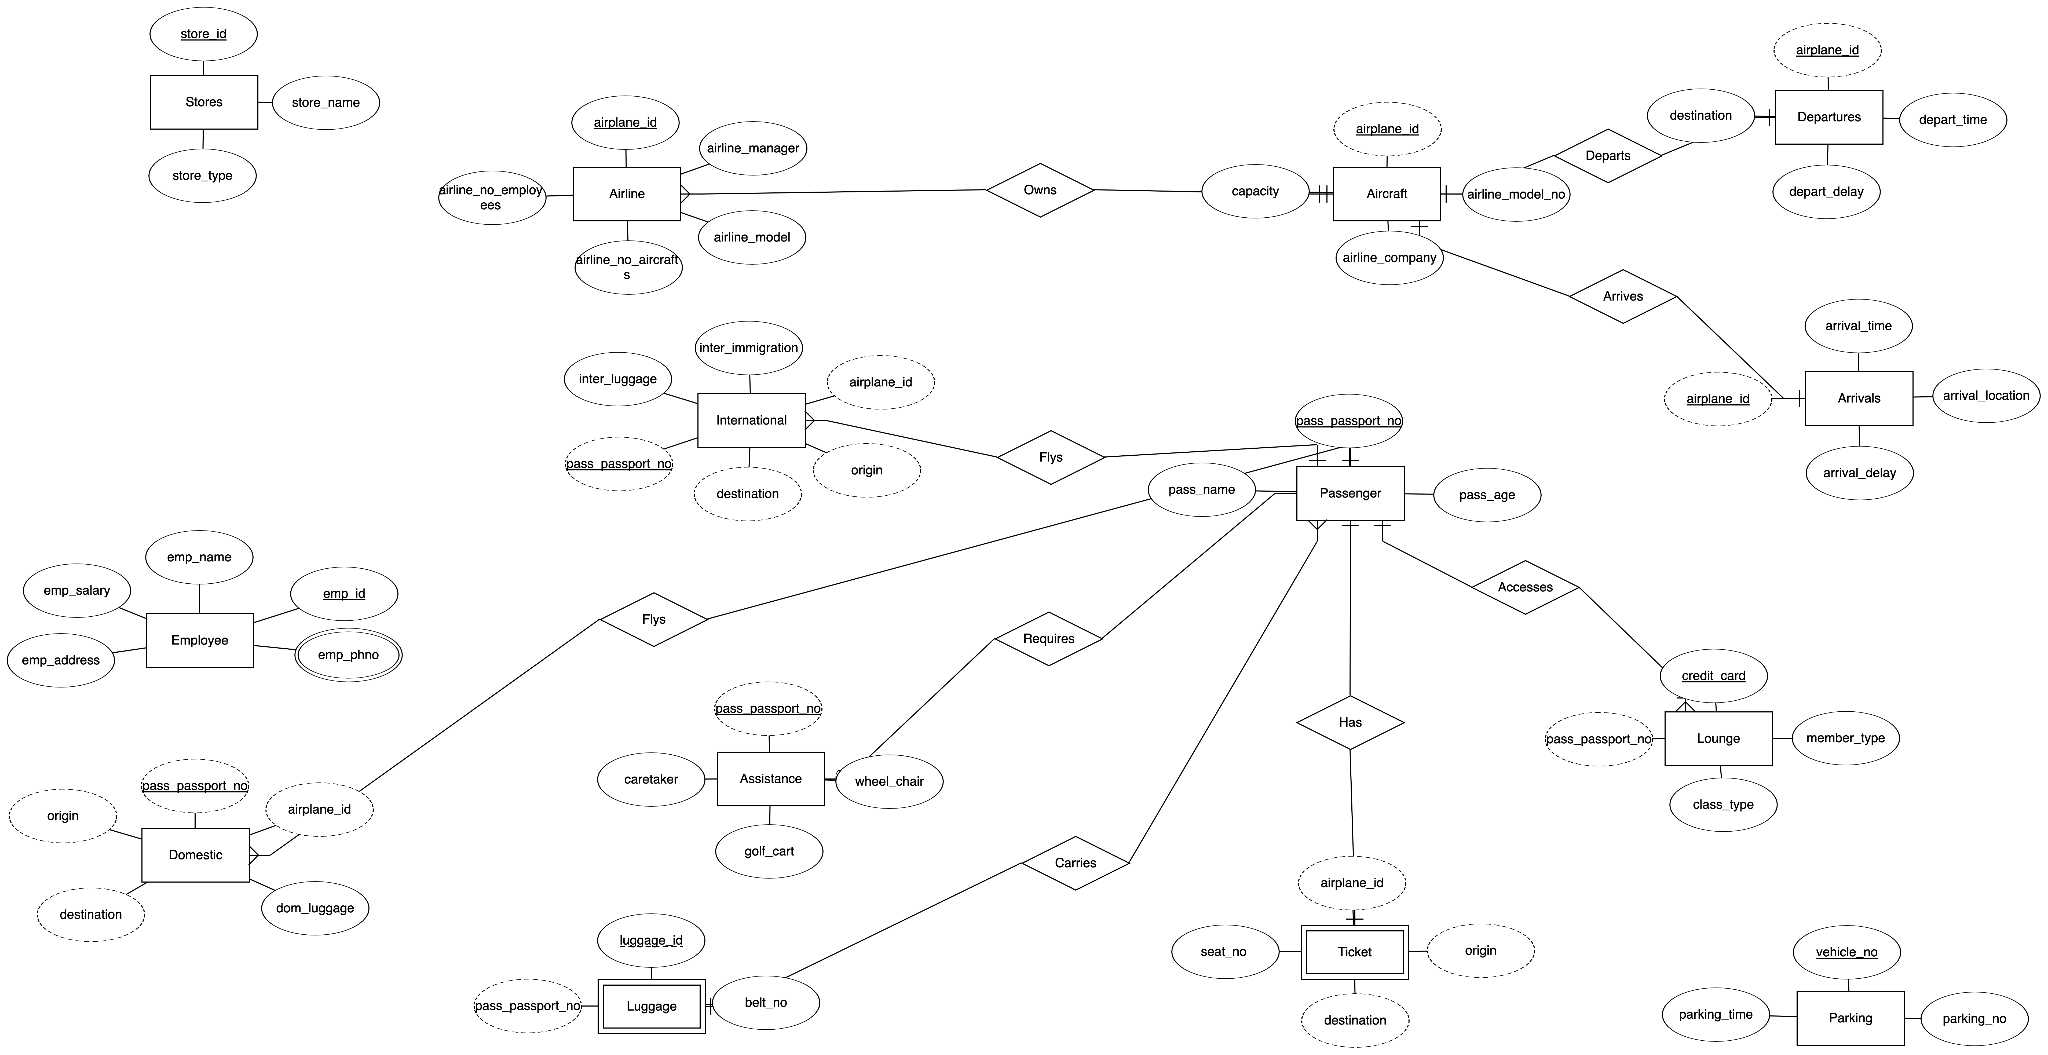 store_id
Stores
store_name
store_type
airplane_id
airline_manager
airline_no_employ
ees
Airline
airline_model
airline_no_aircraft
s
Owns
capacity
airplane_id
Aircraft
airline_model_no
airline_company
Departs
destination
airplane_id
Departures
depart_time
depart_delay
Arrives
arrival_time
airplane_id
Arrivals
arrival_location
arrival_delay
inter_immigration
inter_luggage
airplane_id
International
pass_passport_no
origin
destination
Flys
pass_passport_no
pass_name
Passenger
pass_age
emp_name
emp_salary
emp_id
Employee
emp_address
emp_phno
Flys
Requires
Accesses
pass_passport_no
caretaker
Assistance
wheel_chair
golf_cart
Has
credit_card
pass_passport_no
Lounge
member_type
class_type
pass_passport_no
origin
airplane_id
Domestic
destination
dom_luggage
Carries
luggage_id
pass_passport_no
Luggage
belt_no
airplane_id
seat_no
Ticket
origin
destination
vehicle_no
parking_time
Parking
parking_no